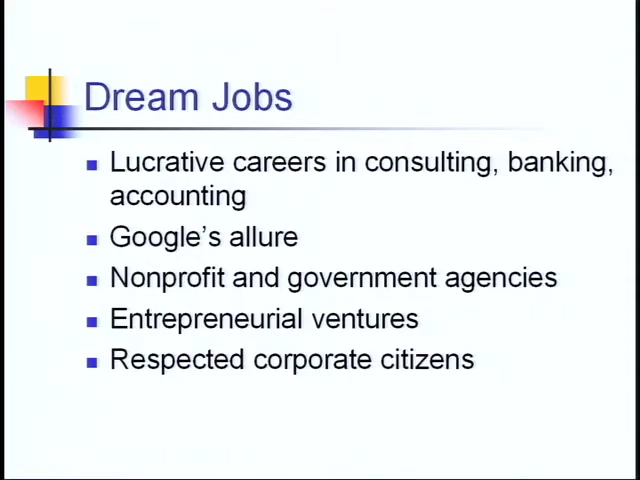 Dream Jobs
Lucrative careers in consulting, banking,
accounting
Google's allure
Nonprofit and government agencies
Entrepreneurial ventures
Respected corporate citizens